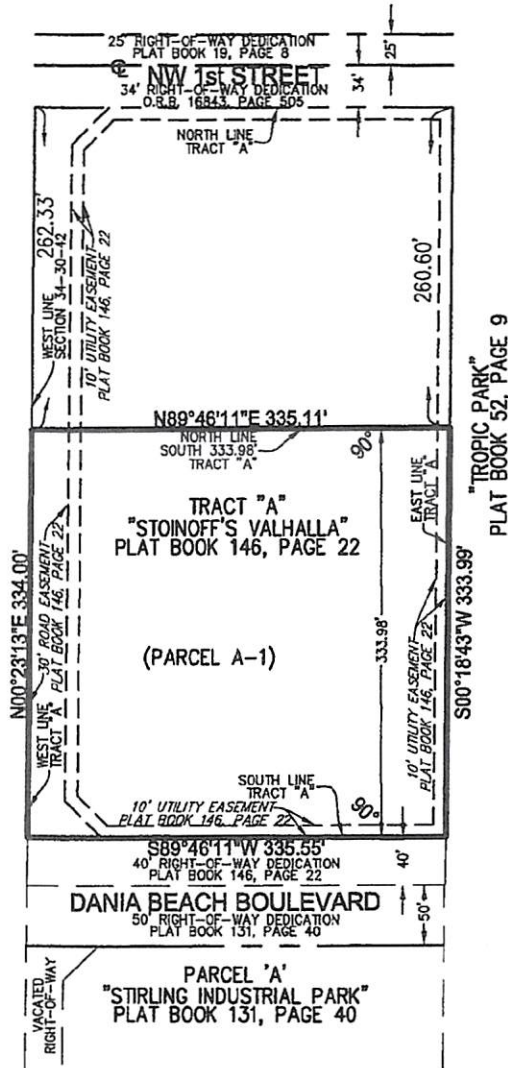 25' RIGHT-OF-WAY DEDICATION
PLAT BOOK 19, PAGE 8
25'
NW 1st STREET
34' RIGHT-OF-WAY DEDICATION
O.R.B. 16843, PAGE 505
34'
NORTH LINE
TRACT "A"
262.33'
WEST LINE
SECTION 34-30-42
10' UTILITY EASEMENT
PLAT BOOK 146, PAGE 22
260.60'
"TROPIC PARK"
PLAT BOOK 52, PAGE 9
N89°46'11"E 335.11'
NORTH LINE
SOUTH 333.98'
TRACT "A"
90°
EAST LINE
TRACT "A"
TRACT "A"
"STOINOFF'S VALHALLA"
PLAT BOOK 146, PAGE 22
N00°23'13"E 334.00'
30' ROAD EASEMENT
PLAT BOOK 146, PAGE 22
(PARCEL A-1)
333.98'
S00°18'43"W 333.99'
WEST LINE
TRACT "A"
10' UTILITY EASEMENT
PLAT BOOK 146, PAGE 22
SOUTH LINE
TRACT "A"
10' UTILITY EASEMENT
PLAT BOOK 146, PAGE 22
90°
S89°46'11"W 335.55'
40' RIGHT-OF-WAY DEDICATION
PLAT BOOK 146, PAGE 22
40'
DANIA BEACH BOULEVARD
50' RIGHT-OF-WAY DEDICATION
PLAT BOOK 131, PAGE 40
50'
VACATED
RIGHT-OF-WAY
PARCEL 'A'
"STIRLING INDUSTRIAL PARK"
PLAT BOOK 131, PAGE 40